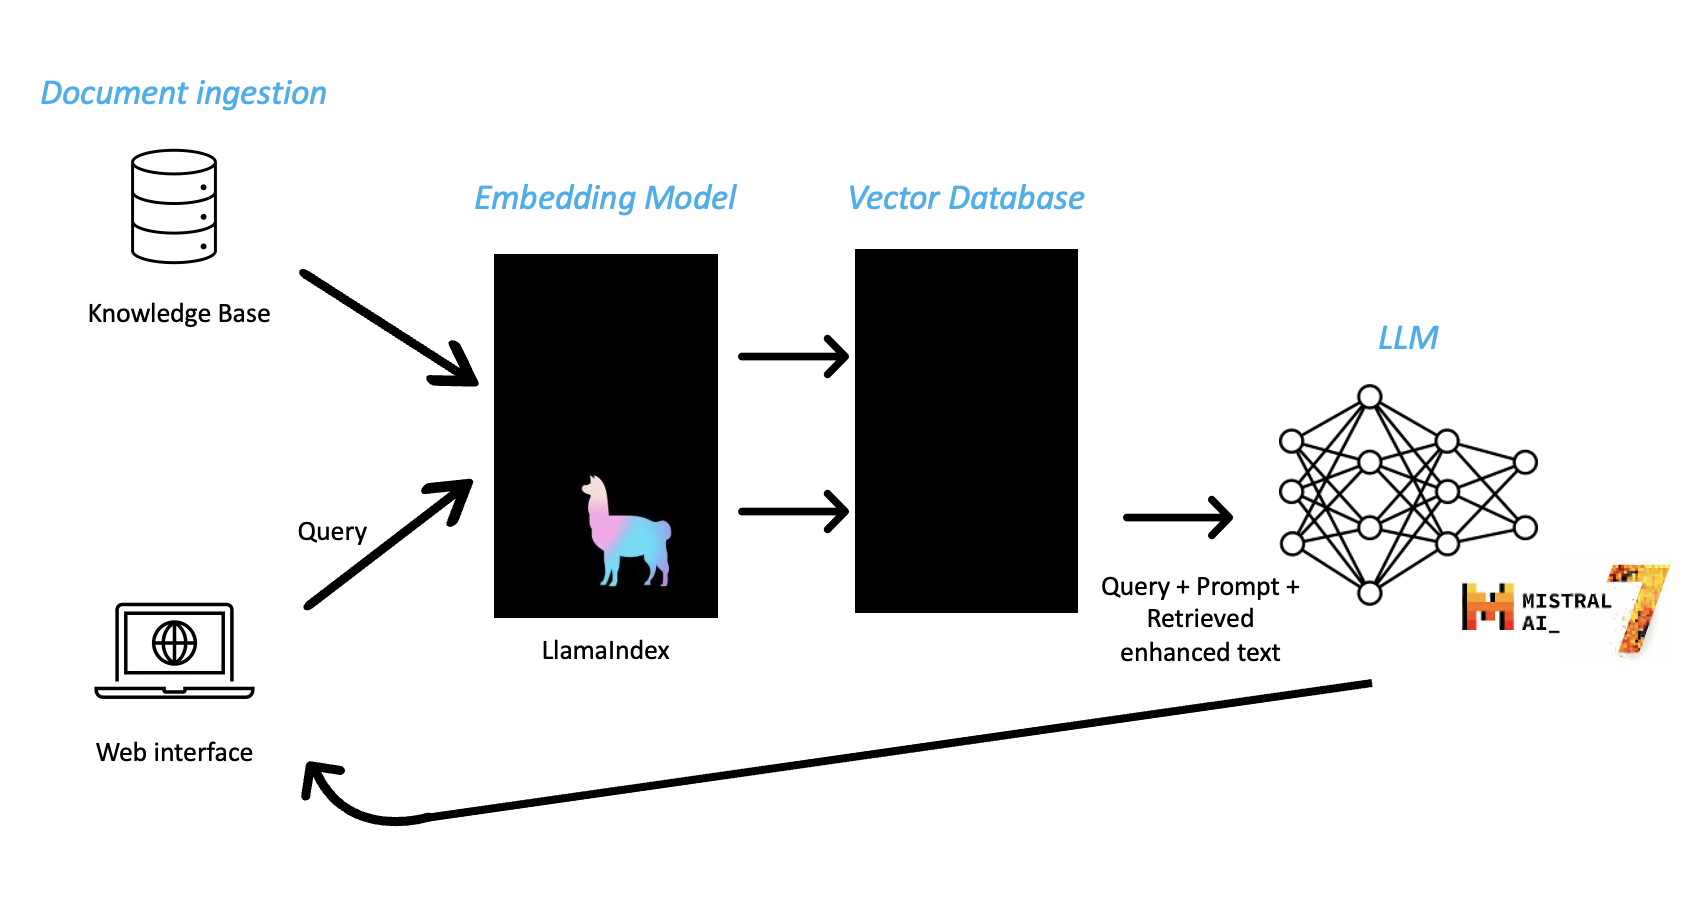 Document ingestion
Knowledge Base
Embedding Model
Vector Database
LLM
Query
LlamaIndex
Query + Prompt +
Retrieved
enhanced text
MISTRAL
AI_
7
Web interface